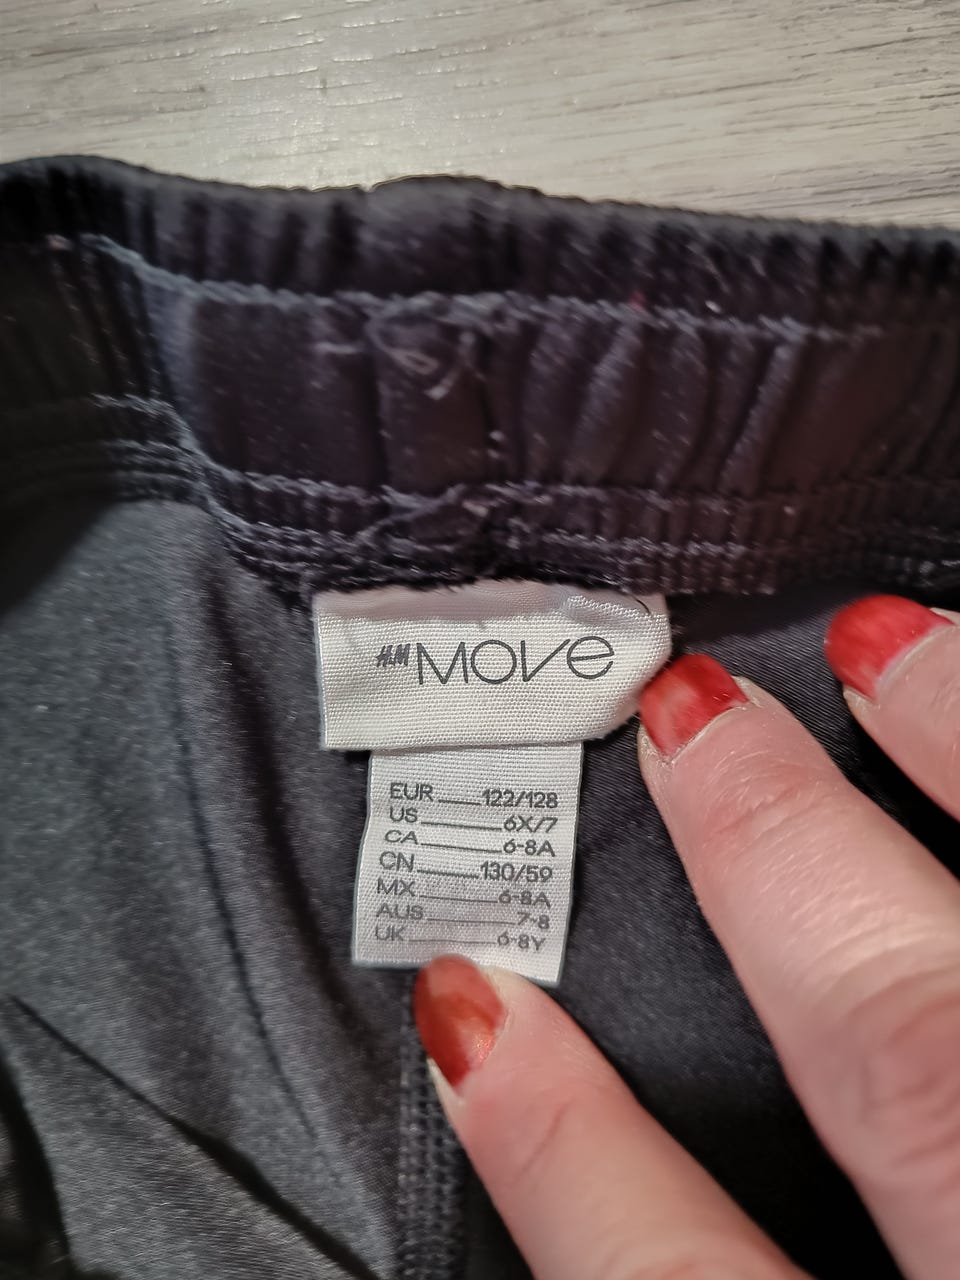 H&M MOVE
EUR 122/128
US 6X/7
CA 6-8A
CN 130/59
MX 6-8A
AUS 7-8
UK 6-8Y